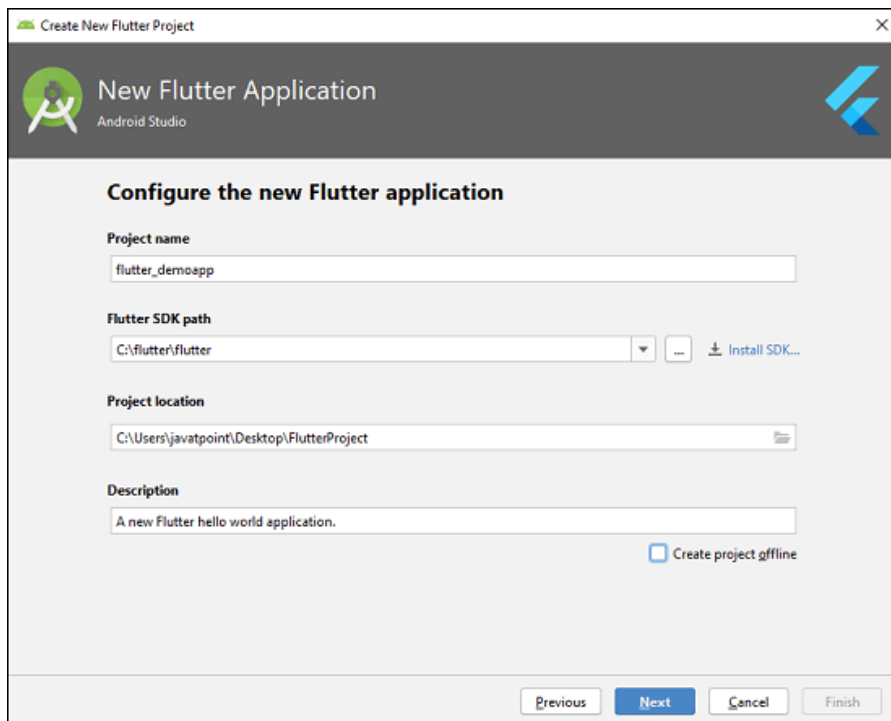 Create New Flutter Project
New Flutter Application
Android Studio
Configure the new Flutter application
Project name
flutter_demoapp
Flutter SDK path
C:\flutter\flutter
... Install SDK...
Project location
C:\Users\javatpoint\Desktop\FlutterProject
Description
A new Flutter hello world application.
Create project offline
Previous Next Cancel Finish